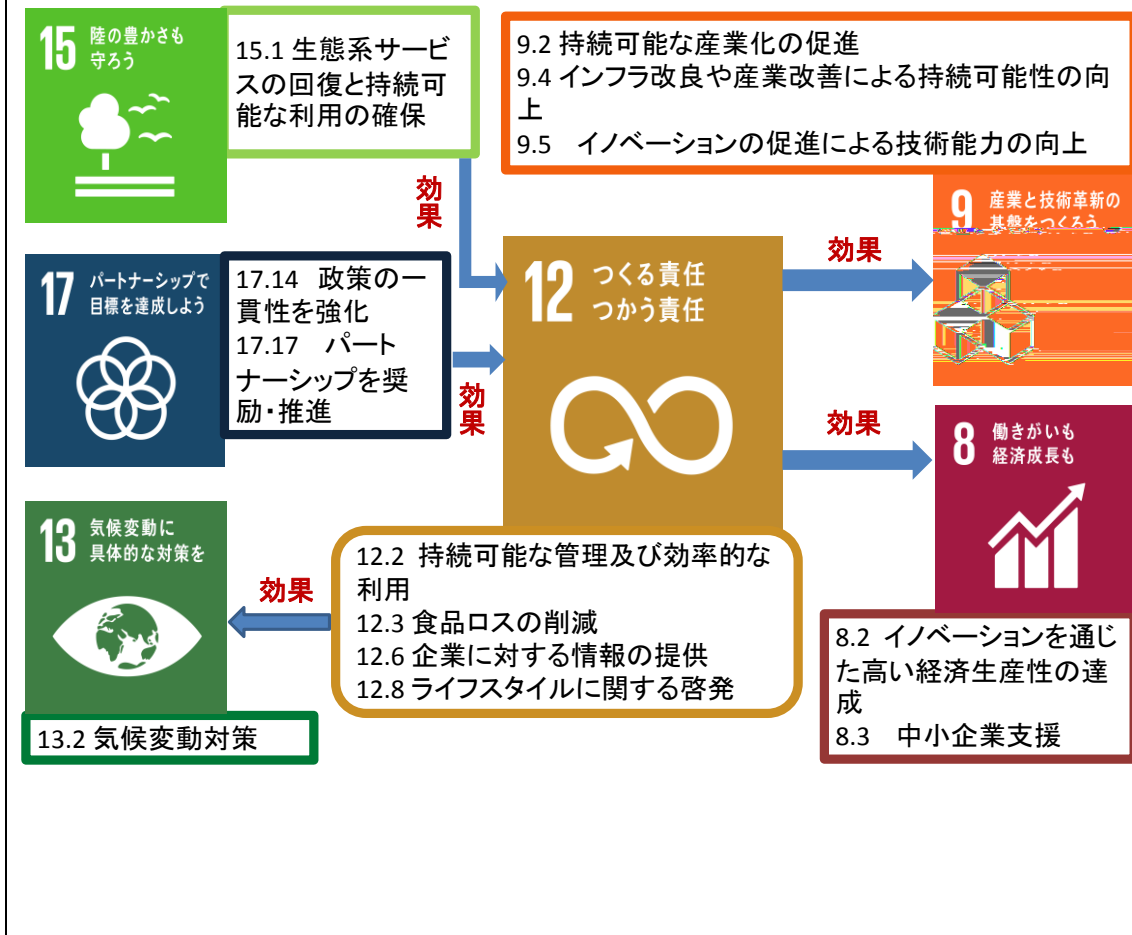 15 陸の豊かさも
守ろう
15.1 生態系サービ
スの回復と持続可
能な利用の確保
9.2 持続可能な産業化の促進
9.4 インフラ改良や産業改善による持続可能性の向
上
9.5 イノベーションの促進による技術能力の向上
効
果
9 産業と技術革新の
基盤をつくろう
17 パートナーシップで
目標を達成しよう
17.14 政策の一
貫性を強化
17.17 パート
ナーシップを奨
励・推進
効
果
12 つくる責任
つかう責任
効果
効果
8 働きがいも
経済成長も
13 気候変動に
具体的な対策を
効果
12.2 持続可能な管理及び効率的な
利用
12.3 食品ロスの削減
12.6 企業に対する情報の提供
12.8 ライフスタイルに関する啓発
8.2 イノベーションを通じ
た高い経済生産性の達
成
8.3 中小企業支援
13.2 気候変動対策